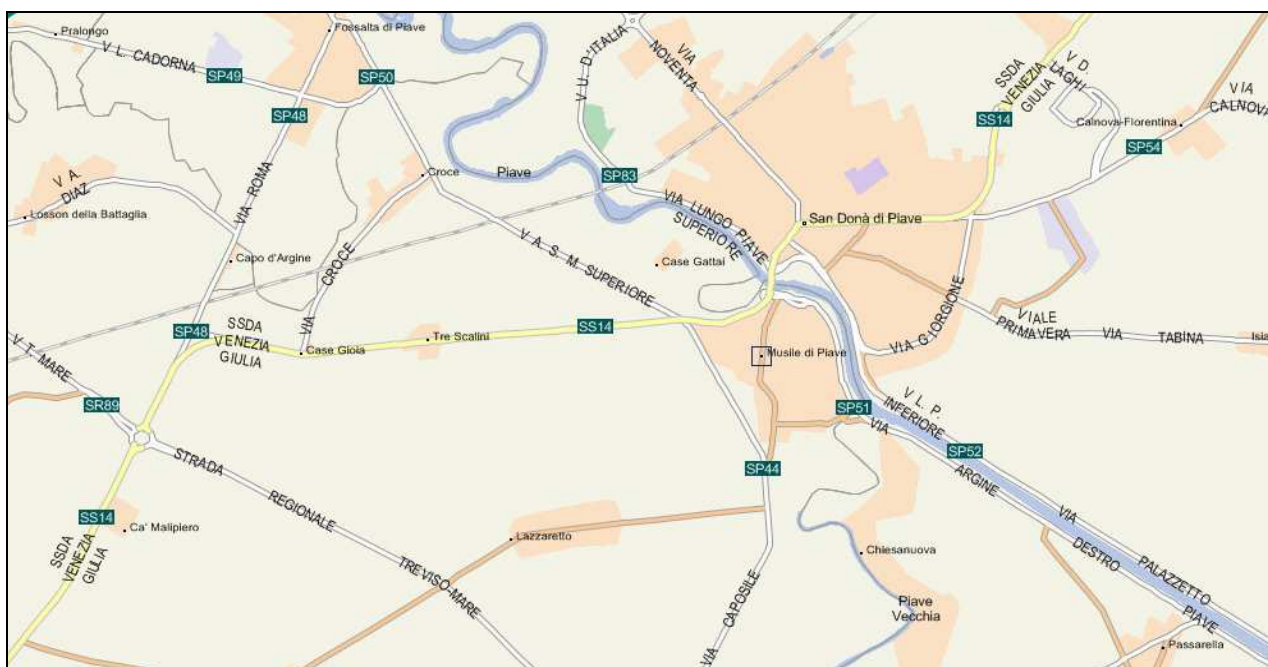 Fossalta di Piave
Pralongo
V L. CADORNA
SP49
SP50
SP48
V U. D'ITALIA
VIA
NOVENTA
SSDA
VENEZIA
GIULIA
V D.
LAGHI
VIA
CALNOVA
SS14
Calnova-Florentina
SP54
V A.
DIAZ
VIA ROMA
Croce
Piave
SP83
Losson della Battaglia
VIA LUNGO PIAVE
SUPERIORE
San Donà di Piave
Capo d'Argine
VIA CROCE
V A. S. M. SUPERIORE
Case Gattai
VIA GIORGIONE
VIALE
PRIMAVERA
VIA TABINA
Isia
SP48
SSDA
VENEZIA
GIULIA
SS14
Tre Scalini
Case Gioia
Musile di Piave
V T. MARE
SR89
SP51
V L. P.
INFERIORE
VIA
ARGINE
DESTRO
PIAVE
SP52
VIA
PALAZZETTO
STRADA
REGIONALE
TREVISO-MARE
SP44
SS14
Ca' Malipiero
SSDA
VENEZIA
GIULIA
Lazzaretto
Chiesanuova
VIA CAPOSILE
Piave
Vecchia
Passarella